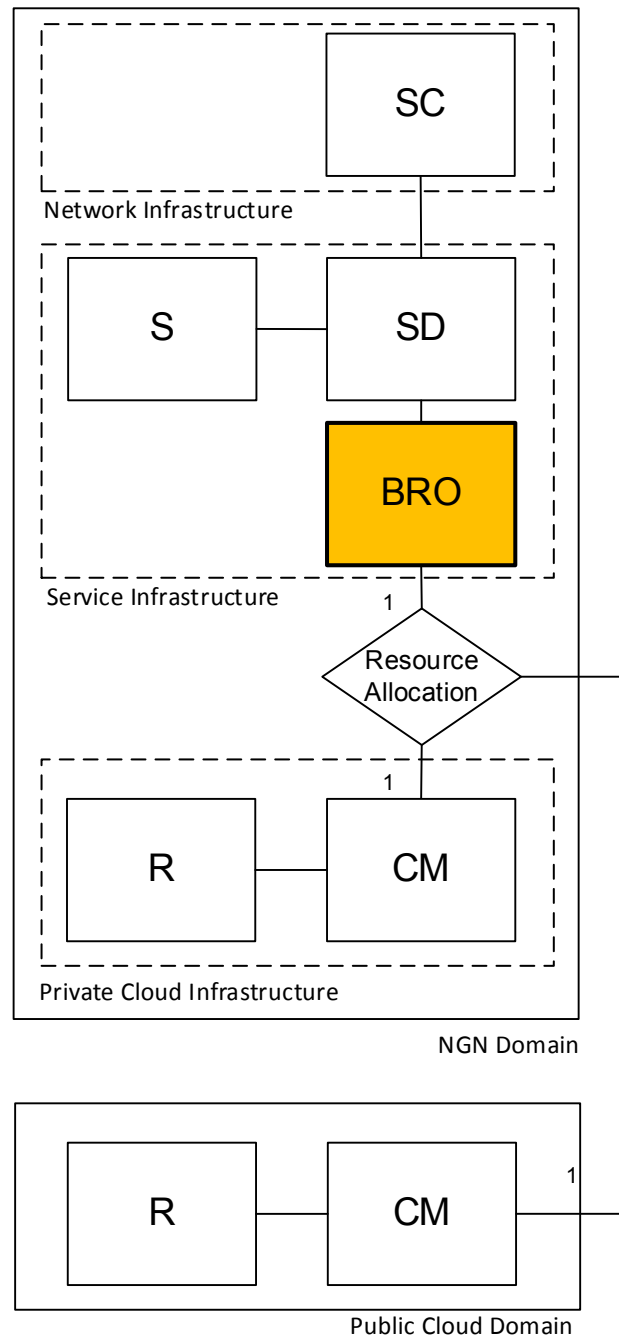 SC
Network Infrastructure
S
SD
BRO
Service Infrastructure
1
Resource
Allocation
1
R
CM
Private Cloud Infrastructure
NGN Domain
R
CM
1
Public Cloud Domain